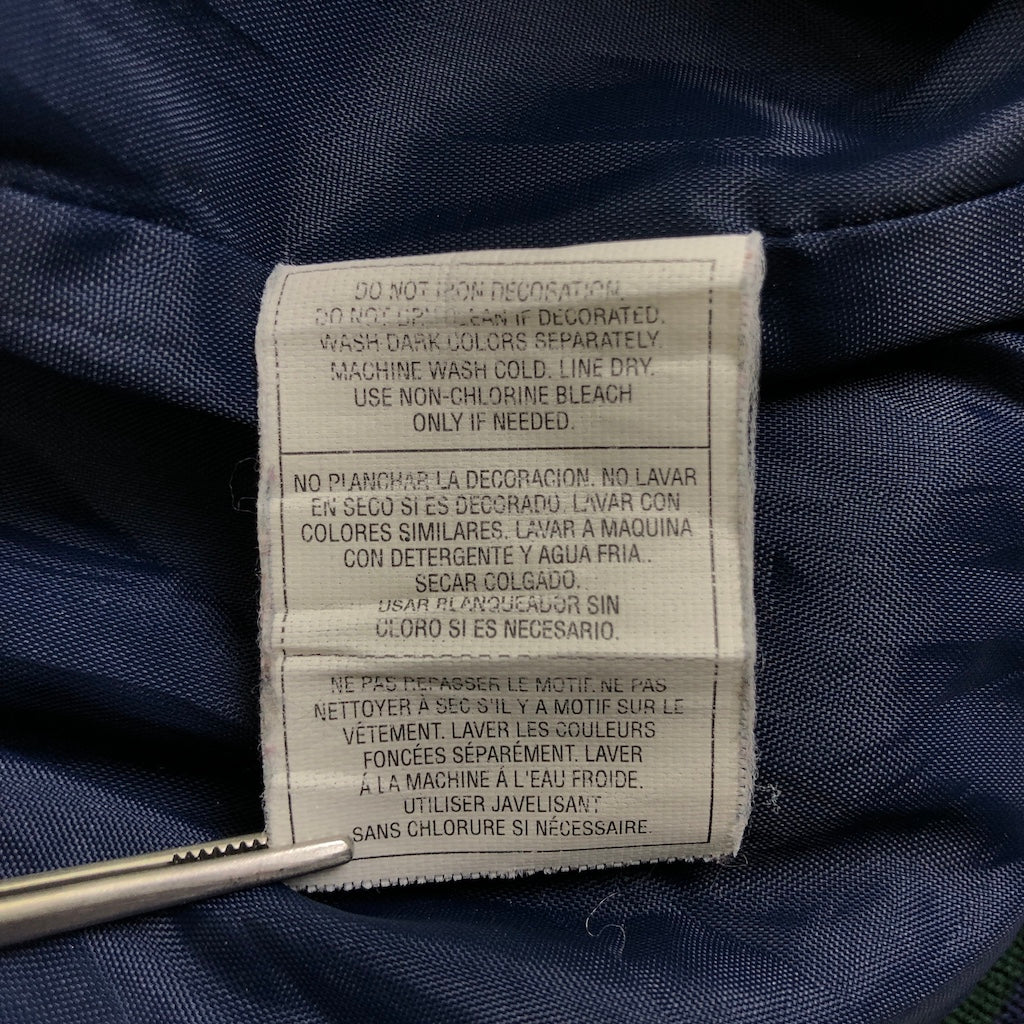 DO NOT IRON DECORATION.
DO NOT DRY CLEAN IF DECORATED.
WASH DARK COLORS SEPARATELY.
MACHINE WASH COLD. LINE DRY.
USE NON-CHLORINE BLEACH
ONLY IF NEEDED.
NO PLANCHAR LA DECORACION. NO LAVAR
EN SECO SI ES DECORADO. LAVAR CON
COLORES SIMILARES. LAVAR A MAQUINA
CON DETERGENTE Y AGUA FRIA..
SECAR COLGADO.
USAR BLANQUEADOR SIN
CLORO SI ES NECESARIO.
NE PAS REPASSER LE MOTIF. NE PAS
NETTOYER À SEC S'IL Y A MOTIF SUR LE
VÊTEMENT. LAVER LES COULEURS
FONCÉES SÉPARÉMENT. LAVER
Á LA MACHINE Á L'EAU FROIDE.
UTILISER JAVELISANT
SANS CHLORURE SI NÉCESSAIRE.